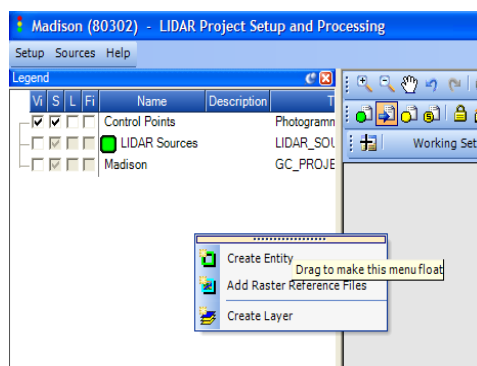 Madison (80302) - LIDAR Project Setup and Processing
Setup Sources Help
Legend
Vi S L Fi Name Description T
Control Points Photogramm
LIDAR Sources LIDAR_SOU
Madison GC_PROJE
Working Set
Create Entity
Drag to make this menu float
Add Raster Reference Files
Create Layer